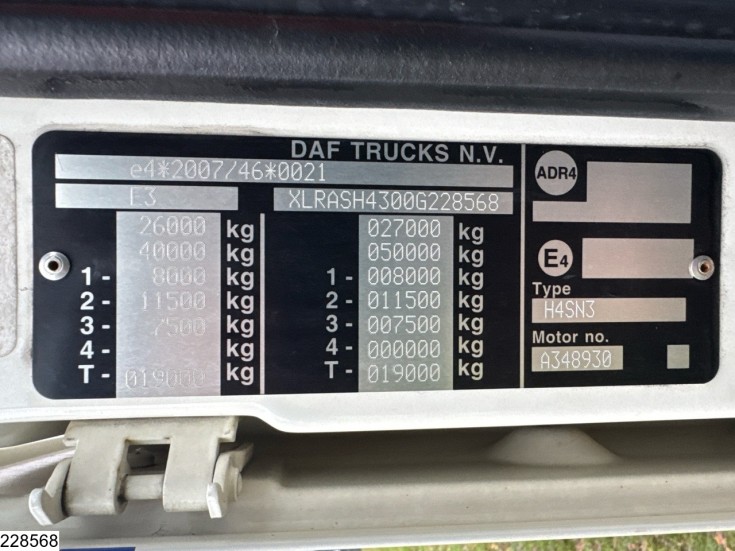 DAF TRUCKS N.V.
e4*2007/46*0021
E3 XLRASH4300G228568
26000 kg 027000 kg
40000 kg 050000 kg
1- 8000 kg 1- 008000 kg
2- 11500 kg 2- 011500 kg
3- 7500 kg 3- 007500 kg
4- kg 4- 000000 kg
T- 019000 kg T- 019000 kg
ADR4
E4
Type
H4SN3
Motor no.
A348930
228568